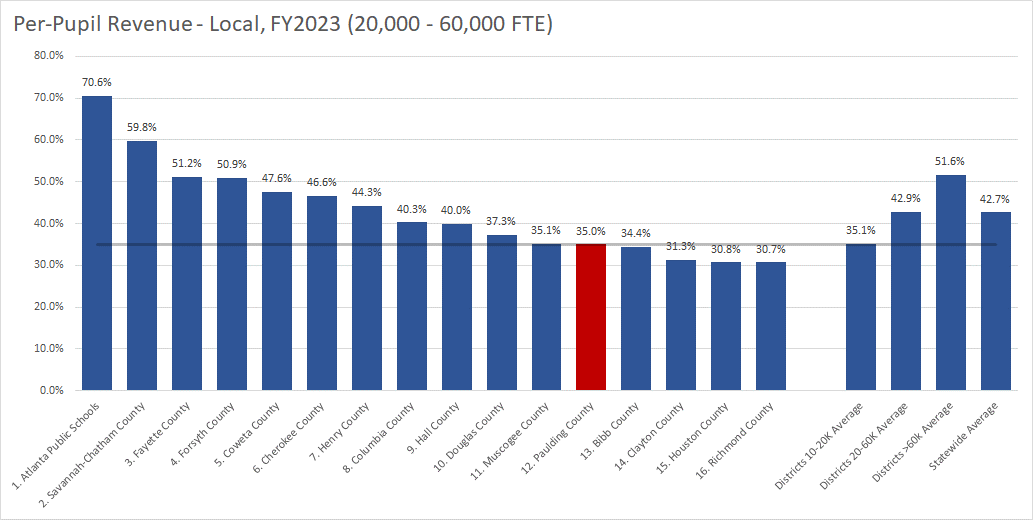 Per-Pupil Revenue - Local, FY2023 (20,000 - 60,000 FTE)
80.0%
70.0%
60.0%
50.0%
40.0%
30.0%
20.0%
10.0%
0.0%
70.6%
59.8%
51.2%
50.9%
47.6%
46.6%
44.3%
40.3%
40.0%
37.3%
35.1%
35.0%
34.4%
31.3%
30.8%
30.7%
35.1%
42.9%
51.6%
42.7%
1. Atlanta Public Schools
2. Savannah-Chatham County
3. Fayette County
4. Forsyth County
5. Coweta County
6. Cherokee County
7. Henry County
8. Columbia County
9. Hall County
10. Douglas County
11. Muscogee County
12. Paulding County
13. Bibb County
14. Clayton County
15. Houston County
16. Richmond County
Districts 10-20K Average
Districts 20-60K Average
Districts >60K Average
Statewide Average